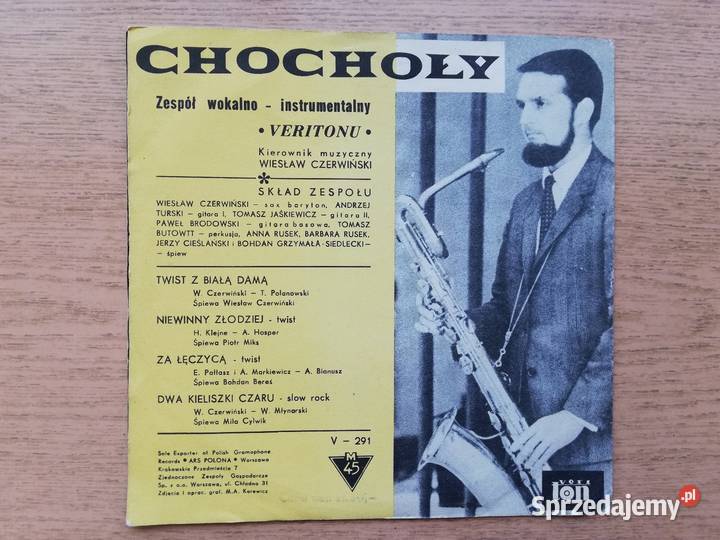 CHOCHOŁY
Zespół wokalno - instrumentalny
• VERITONU •
Kierownik muzyczny
WIESŁAW CZERWIŃSKI
*
SKŁAD ZESPOŁU
WIESŁAW CZERWIŃSKI — sax baryton, ANDRZEJ
TURSKI — gitara I, TOMASZ JAŚKIEWICZ — gitara II,
PAWEŁ BRODOWSKI — gitara basowa, TOMASZ
BUTOWTT — perkusja, ANNA RUSEK, BARBARA RUSEK,
JERZY CIEŚLAŃSKI i BOHDAN GRZYMAŁA-SIEDLECKI —
— śpiew
TWIST Z BIAŁĄ DAMĄ
W. Czerwiński — T. Polanowski
Śpiewa Wiesław Czerwiński
NIEWINNY ZŁODZIEJ - twist
H. Klejne — A. Hosper
Śpiewa Piotr Miks
ZA ŁĘCZYCĄ - twist
E. Pałłasz i A. Markiewicz — A. Bianusz
Śpiewa Bohdan Bereś
DWA KIELISZKI CZARU - slow rock
W. Czerwiński — W. Młynarski
Śpiewa Miła Cylwik
V — 291
M
45
Sole Exporter of Polish Gramophone
Records • ARS POLONA • Warszawa
Krakowskie Przedmieście 7
Zjednoczone Zespoły Gospodarcze
Sp. z o.o. Warszawa, ul. Chłodna 31
Zdjęcia i oprac. graf. M.A. Karewicz
veri
ton
Sprzedajemy.pl